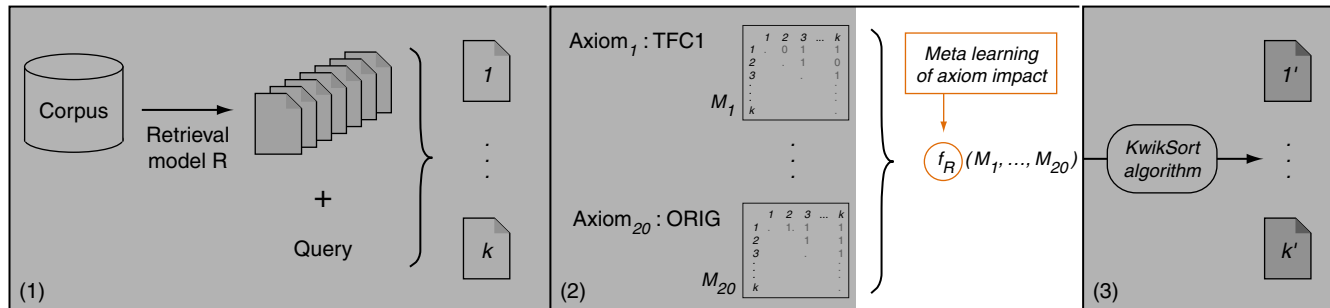 Corpus
Retrieval
model R
+
Query
1
.
.
.
k
(1)
Axiom1 : TFC1
1 2 3 ... k
1 . 0 1 1
2 . 1 0
3 . 1
.
.
.
k .
M1
.
.
.
Axiom20 : ORIG
1 2 3 ... k
1 . 1. 1 1
2 1 1
3 . 1
.
.
.
k .
M20
(2)
Meta learning
of axiom impact
fR (M1, ..., M20)
KwikSort
algorithm
1'
.
.
.
k'
(3)